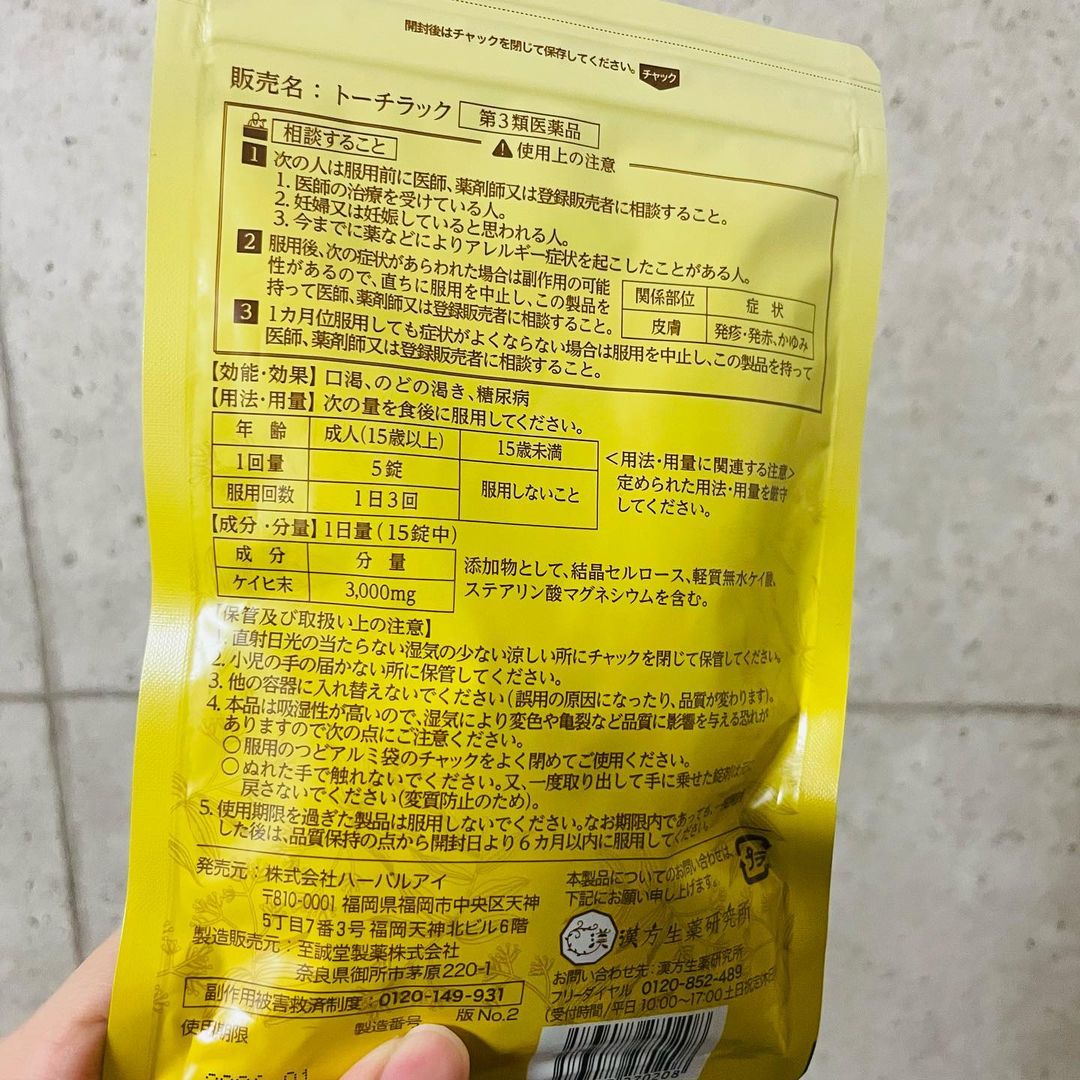 開封後はチャックを閉じて保存してください。 チャック
販売名：トーチラック 第3類医薬品
⚠使用上の注意
相談すること
1 次の人は服用前に医師、薬剤師又は登録販売者に相談すること。
1. 医師の治療を受けている人。
2. 妊婦又は妊娠していると思われる人。
3. 今までに薬などによりアレルギー症状を起こしたことがある人。
2 服用後、次の症状があらわれた場合は副作用の可能
性があるので、直ちに服用を中止し、この製品を
持って医師、薬剤師又は登録販売者に相談すること。
関係部位 症状
皮膚 発疹・発赤、かゆみ
3 1カ月位服用しても症状がよくならない場合は服用を中止し、この製品を持って
医師、薬剤師又は登録販売者に相談すること。
【効能・効果】口渇、のどの渇き、糖尿病
【用法・用量】次の量を食後に服用してください。
年齢 成人(15歳以上) 15歳未満
1回量 5錠 服用しないこと
服用回数 1日3回
<用法・用量に関連する注意>
定められた用法・用量を厳守
してください。
【成分・分量】1日量(15錠中)
成分 分量
ケイヒ末 3,000mg
添加物として、結晶セルロース、軽質無水ケイ酸、
ステアリン酸マグネシウムを含む。
【保管及び取扱い上の注意】
1. 直射日光の当たらない湿気の少ない涼しい所にチャックを閉じて保管してください。
2. 小児の手の届かない所に保管してください。
3. 他の容器に入れ替えないでください(誤用の原因になったり、品質が変わります)。
4. 本品は吸湿性が高いので、湿気により変色や亀裂など品質に影響を与える恐れが
ありますので次の点にご注意ください。
○服用のつどアルミ袋のチャックをよく閉めてご使用ください。
○ぬれた手で触れないでください。又、一度取り出して手に乗せた錠剤は
戻さないでください(変質防止のため)。
5. 使用期限を過ぎた製品は服用しないでください。なお期限内であっても、
した後は、品質保持の点から開封日より6カ月以内に服用してください。
発売元：株式会社ハーバルアイ
〒810-0001 福岡県福岡市中央区天神
5丁目7番3号 福岡天神北ビル6階
製造販売元：至誠堂製薬株式会社
奈良県御所市茅原220-1
副作用被害救済制度：0120-149-931
版No.2
使用期限 製造番号
本製品についてのお問い合わせは、
下記にお願い申し上げます。
漢方生薬研究所
お問い合わせ先：漢方生薬研究所
フリーダイヤル 0120-852-489
(受付時間/平日10:00〜17:00 土日祝定休日